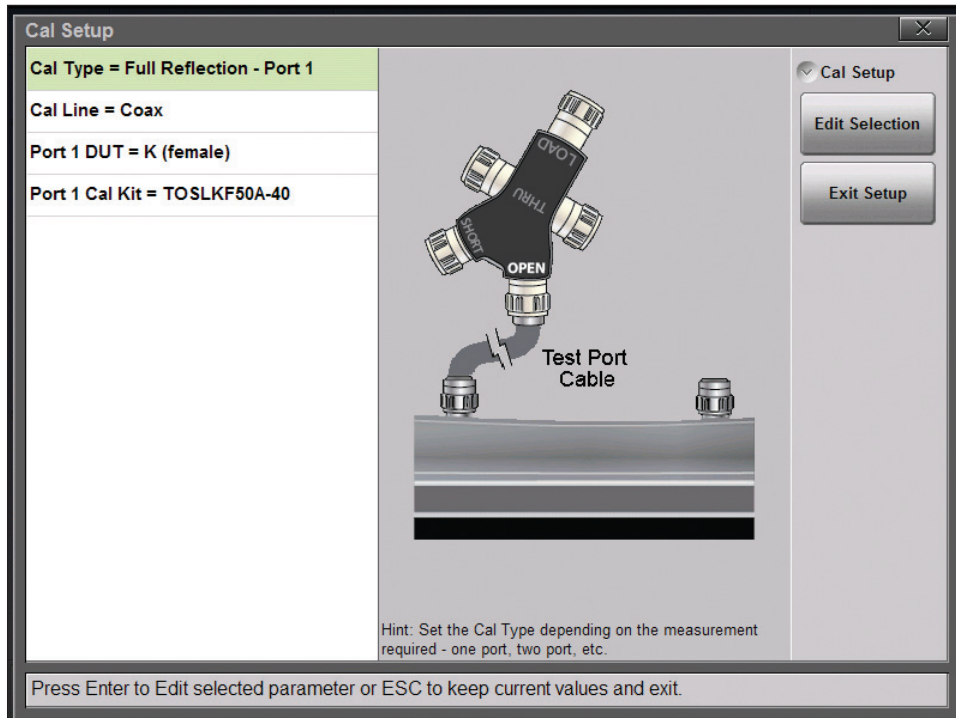 Cal Setup
Cal Type = Full Reflection - Port 1
Cal Line = Coax
Port 1 DUT = K (female)
Port 1 Cal Kit = TOSLKF50A-40
LOAD
THRU
SHORT
OPEN
Test Port
Cable
Hint: Set the Cal Type depending on the measurement
required - one port, two port, etc.
Cal Setup
Edit Selection
Exit Setup
Press Enter to Edit selected parameter or ESC to keep current values and exit.